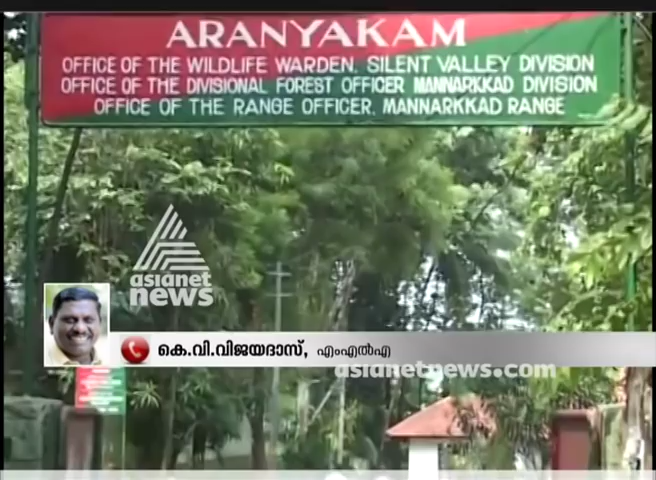 ARANYAKAM
OFFICE OF THE WILDLIFE WARDEN, SILENT VALLEY DIVISION
OFFICE OF THE DIVISIONAL FOREST OFFICER MANNARKKAD DIVISION
OFFICE OF THE RANGE OFFICER, MANNARKKAD RANGE
asianet
news
കെ.വി.വിജയദാസ്, എംഎൽഎ
asianetnews.com